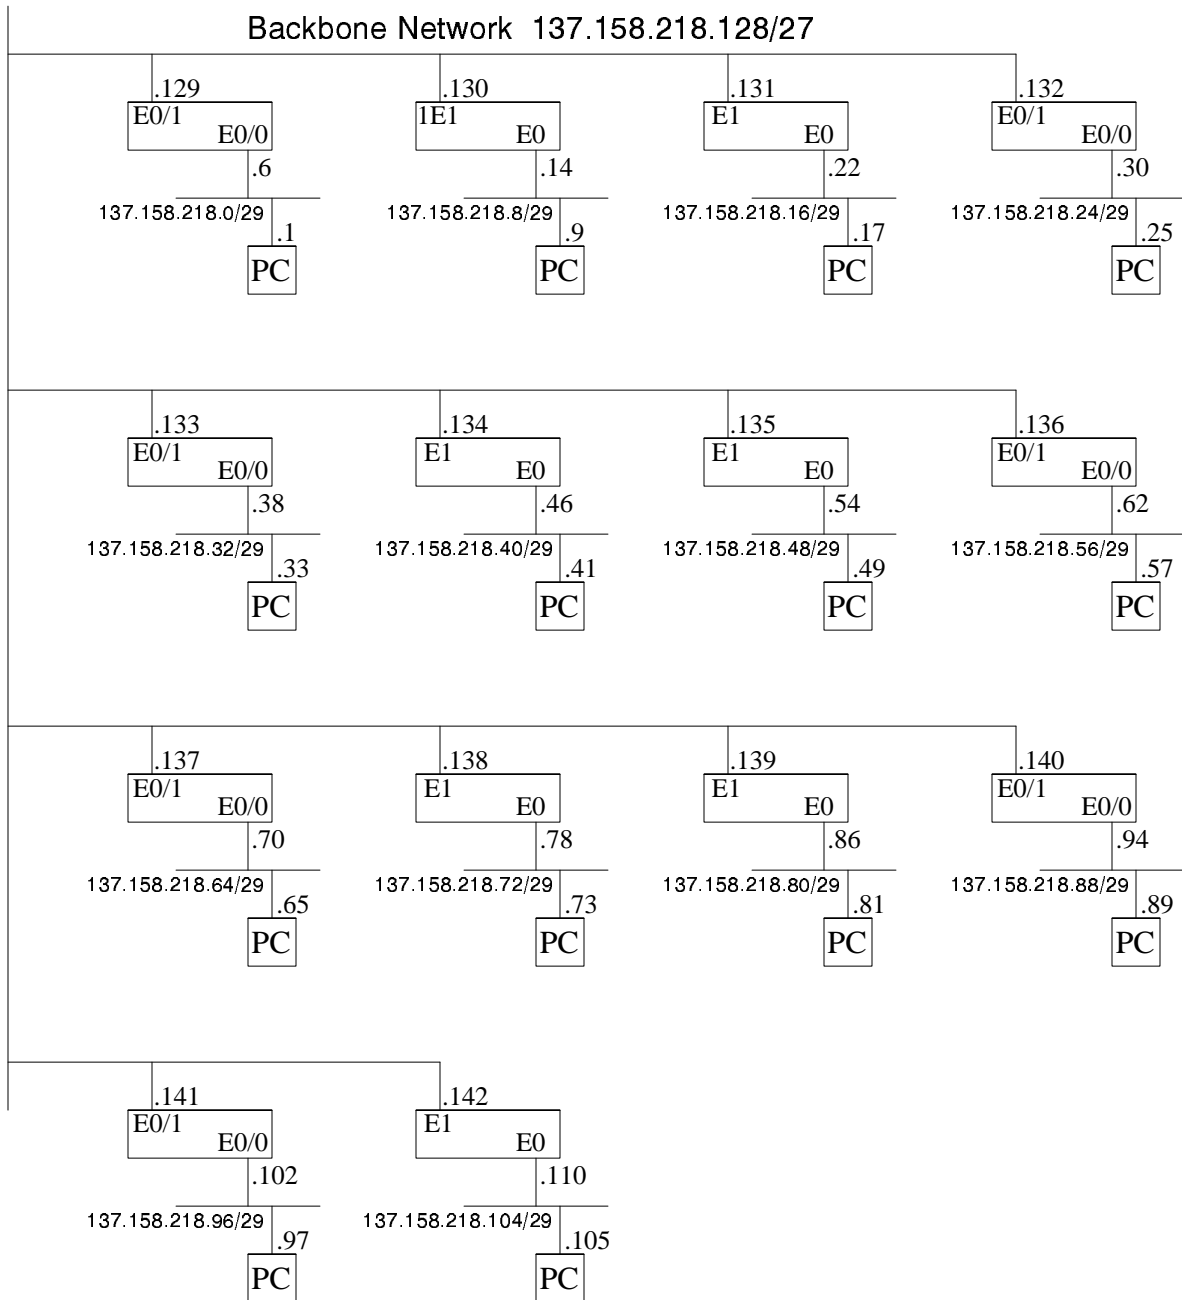 Backbone Network 137.158.218.128/27
.129 .130 .131 .132
E0/1 1E1 E1 E0/1
E0/0 E0 E0 E0/0
.6 .14 .22 .30
137.158.218.0/29 137.158.218.8/29 137.158.218.16/29 137.158.218.24/29
.1 .9 .17 .25
PC PC PC PC
.133 .134 .135 .136
E0/1 E1 E1 E0/1
E0/0 E0 E0 E0/0
.38 .46 .54 .62
137.158.218.32/29 137.158.218.40/29 137.158.218.48/29 137.158.218.56/29
.33 .41 .49 .57
PC PC PC PC
.137 .138 .139 .140
E0/1 E1 E1 E0/1
E0/0 E0 E0 E0/0
.70 .78 .86 .94
137.158.218.64/29 137.158.218.72/29 137.158.218.80/29 137.158.218.88/29
.65 .73 .81 .89
PC PC PC PC
.141 .142
E0/1 E1
E0/0 E0
.102 .110
137.158.218.96/29 137.158.218.104/29
.97 .105
PC PC